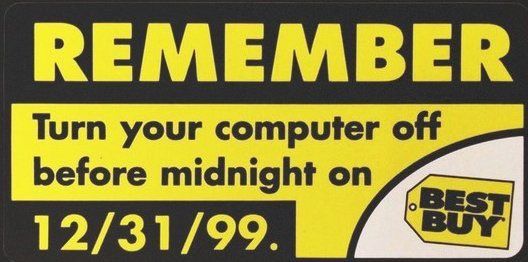 REMEMBER
Turn your computer off
before midnight on
12/31/99.
BEST
BUY